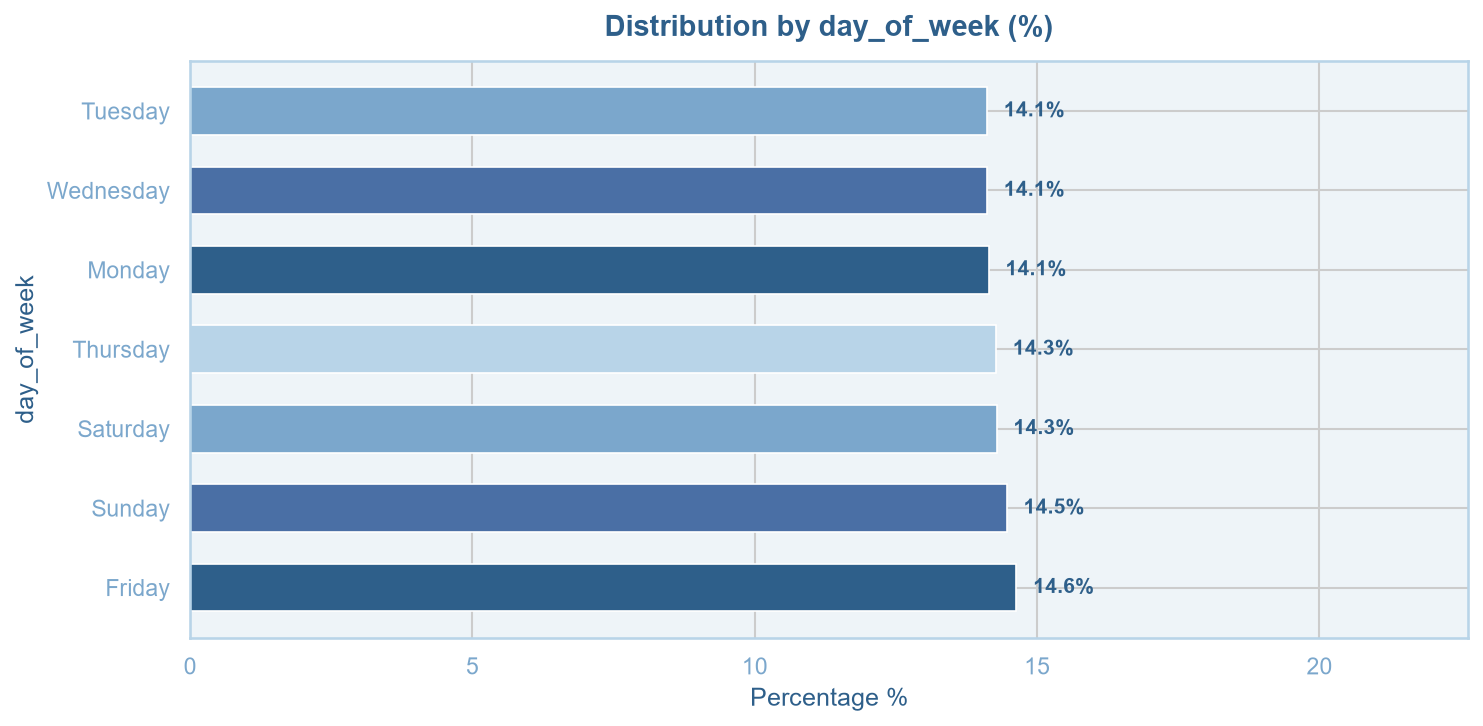 Distribution by day_of_week (%)
day_of_week
Tuesday 14.1%
Wednesday 14.1%
Monday 14.1%
Thursday 14.3%
Saturday 14.3%
Sunday 14.5%
Friday 14.6%
0 5 10 15 20
Percentage %